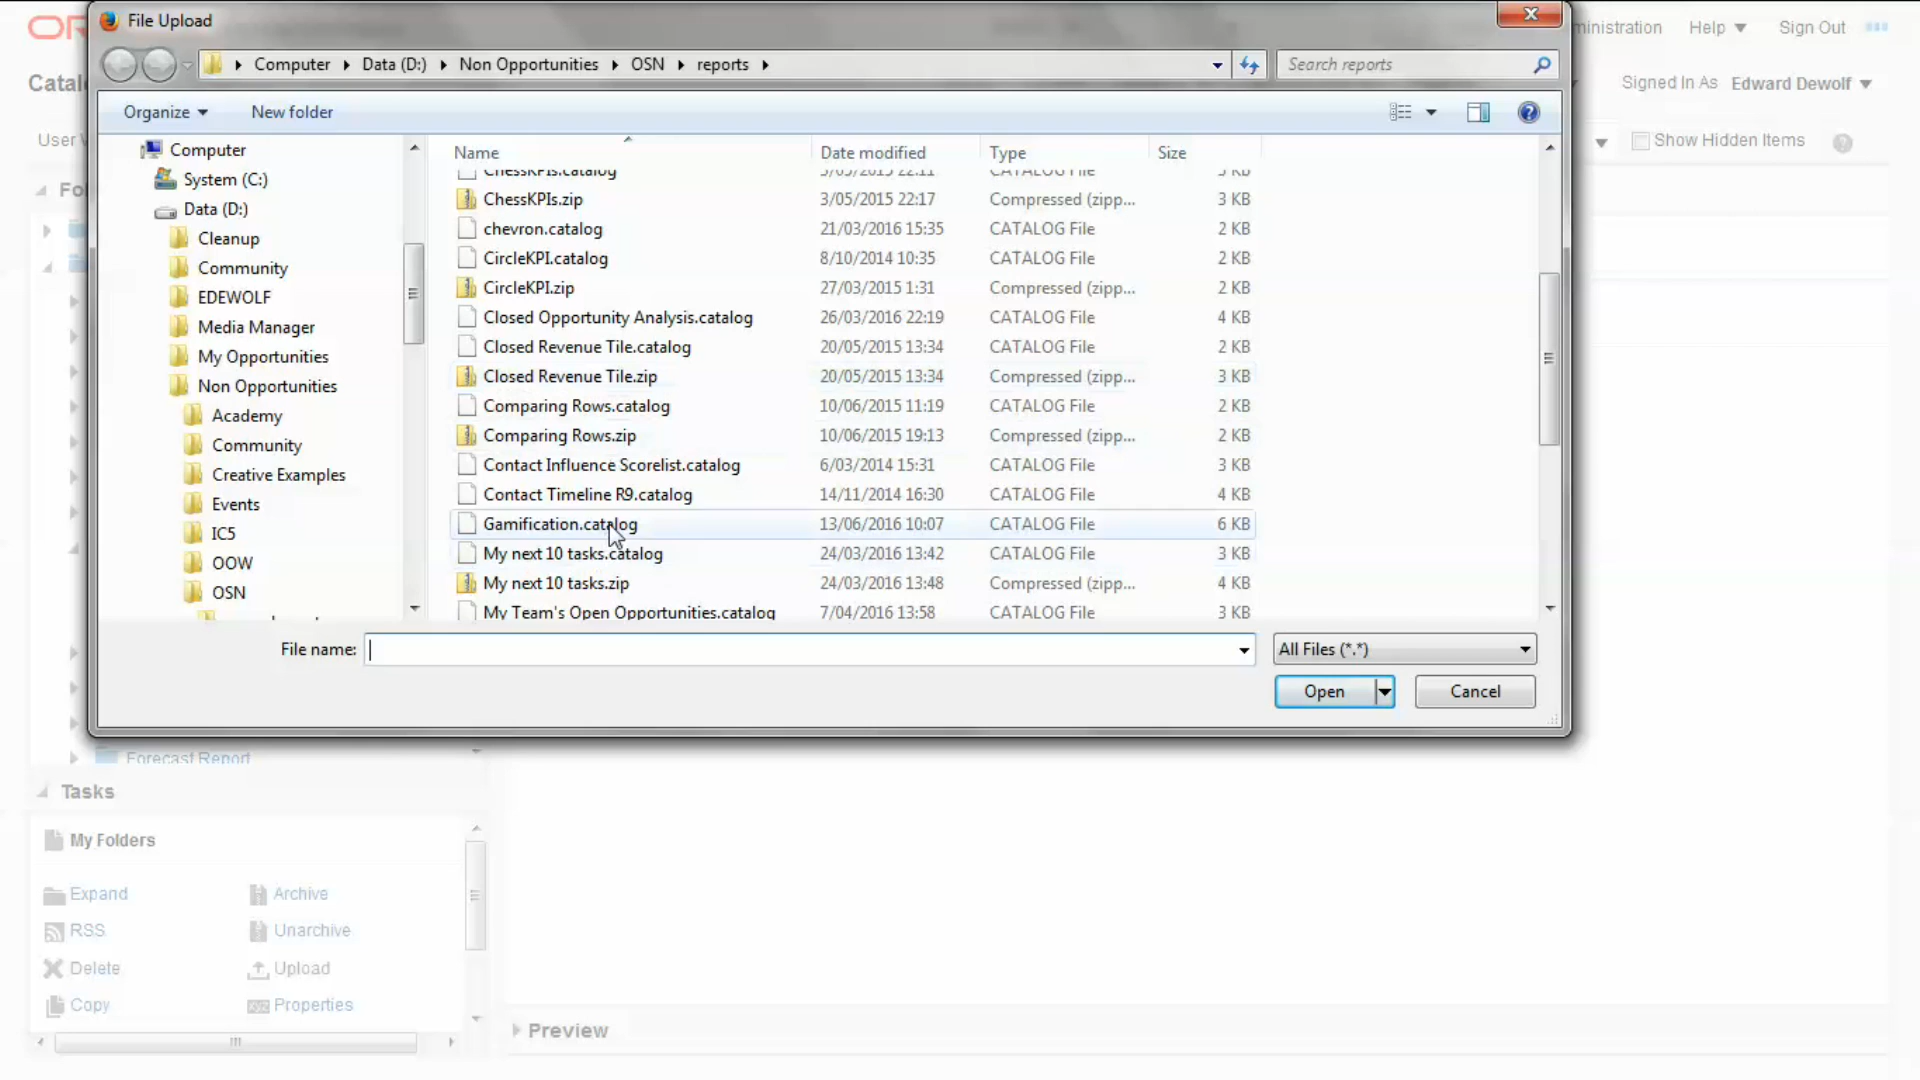 File Upload
OR
ministration Help Sign Out
Computer Data (D:) Non Opportunities OSN reports
Search reports
Signed In As Edward Dewolf
Organize New folder
User
Show Hidden Items
Name Date modified Type Size
Computer
System (C:)
Data (D:)
Cleanup
Community
EDEWOLF
Media Manager
My Opportunities
Non Opportunities
Academy
Community
Creative Examples
Events
IC5
OOW
OSN
ChessKPIs.catalog 3/05/2015 22:11 CATALOG File 3 KB
ChessKPIs.zip 3/05/2015 22:17 Compressed (zipp... 3 KB
chevron.catalog 21/03/2016 15:35 CATALOG File 2 KB
CircleKPI.catalog 8/10/2014 10:35 CATALOG File 2 KB
CircleKPI.zip 27/03/2015 1:31 Compressed (zipp... 2 KB
Closed Opportunity Analysis.catalog 26/03/2016 22:19 CATALOG File 4 KB
Closed Revenue Tile.catalog 20/05/2015 13:34 CATALOG File 2 KB
Closed Revenue Tile.zip 20/05/2015 13:34 Compressed (zipp... 3 KB
Comparing Rows.catalog 10/06/2015 11:19 CATALOG File 2 KB
Comparing Rows.zip 10/06/2015 19:13 Compressed (zipp... 2 KB
Contact Influence Scorelist.catalog 6/03/2014 15:31 CATALOG File 3 KB
Contact Timeline R9.catalog 14/11/2014 16:30 CATALOG File 4 KB
Gamification.catalog 13/06/2016 10:07 CATALOG File 6 KB
My next 10 tasks.catalog 24/03/2016 13:42 CATALOG File 3 KB
My next 10 tasks.zip 24/03/2016 13:48 Compressed (zipp... 4 KB
My Team's Open Opportunities.catalog 7/04/2016 13:58 CATALOG File 3 KB
File name:
All Files (*.*)
Open Cancel
Forecast Report
Tasks
My Folders
Expand Archive
RSS Unarchive
Delete Upload
Copy Properties
Preview